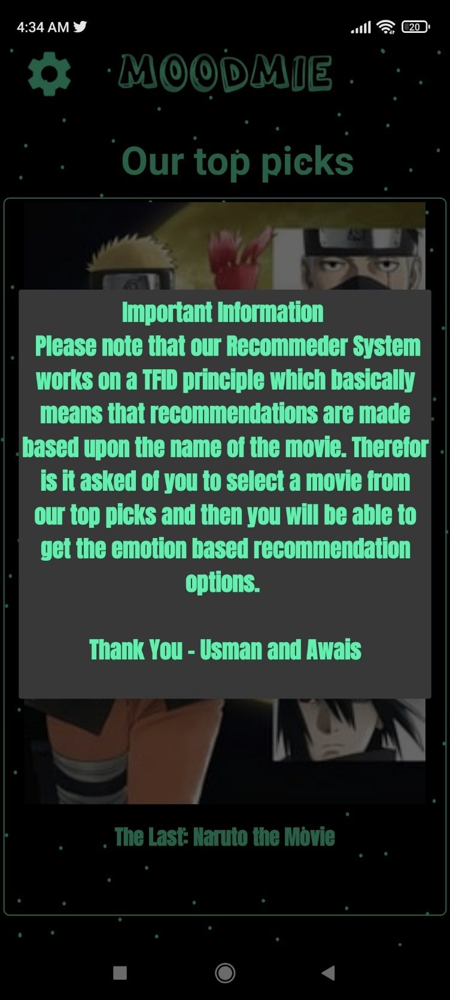 4:34 AM
20
MOODMIE
Our top picks
Important Information
Please note that our Recommeder System
works on a TFID principle which basically
means that recommendations are made
based upon the name of the movie. Therefor
is it asked of you to select a movie from
our top picks and then you will be able to
get the emotion based recommendation
options.
Thank You - Usman and Awais
The Last: Naruto the Movie